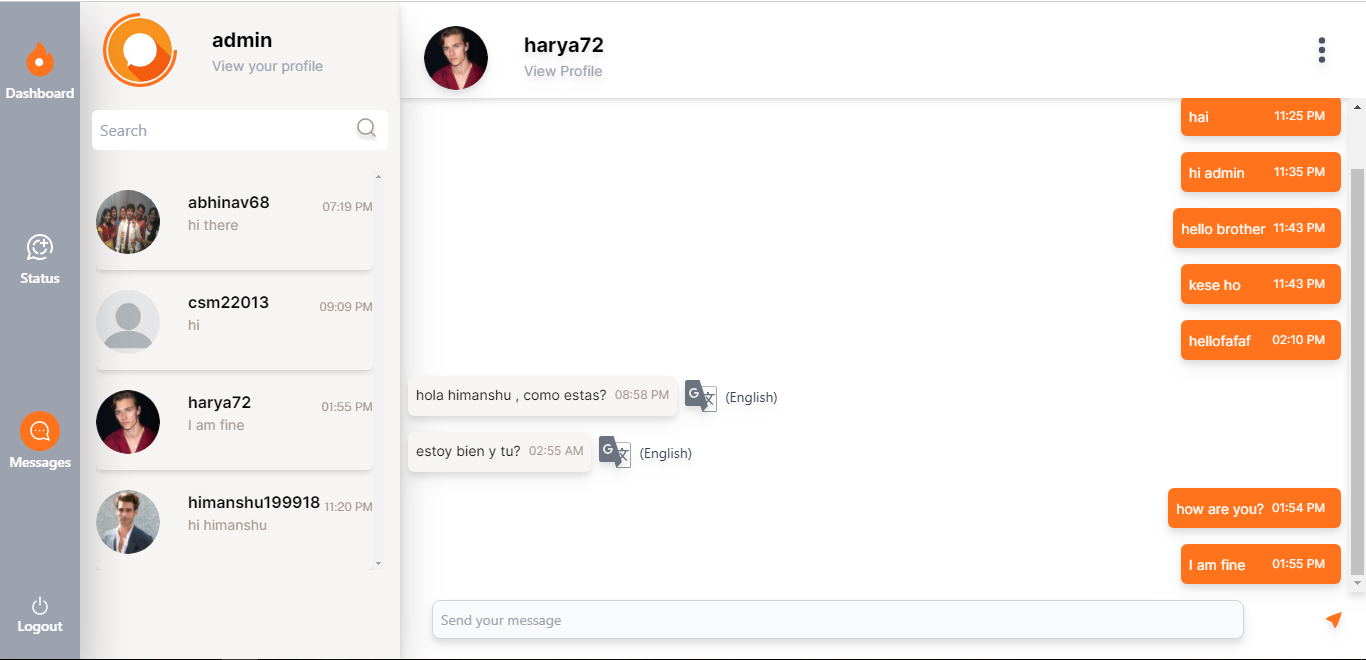 Dashboard
Status
Messages
Logout
admin
View your profile
Search
abhinav68 07:19 PM
hi there
csm22013 09:09 PM
hi
harya72 01:55 PM
I am fine
himanshu199918 11:20 PM
hi himanshu
harya72
View Profile
hai 11:25 PM
hi admin 11:35 PM
hello brother 11:43 PM
kese ho 11:43 PM
hellofafaf 02:10 PM
hola himanshu , como estas? 08:58 PM G 文 (English)
estoy bien y tu? 02:55 AM G 文 (English)
how are you? 01:54 PM
I am fine 01:55 PM
Send your message